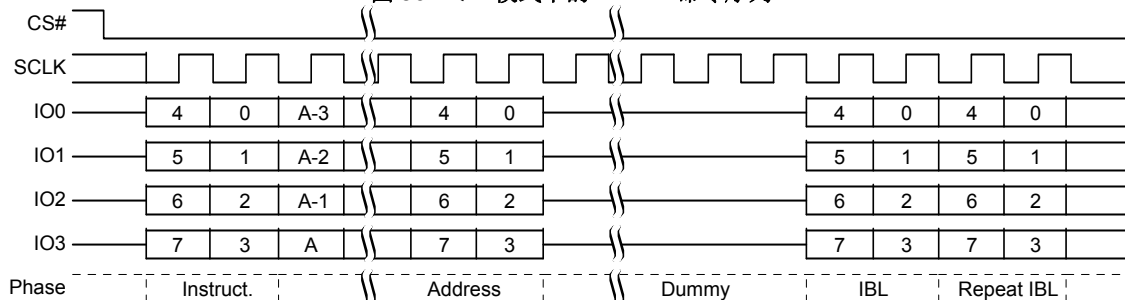 CS#
SCLK
IO0 4 0 A-3 4 0 4 0 4 0
IO1 5 1 A-2 5 1 5 1 5 1
IO2 6 2 A-1 6 2 6 2 6 2
IO3 7 3 A 7 3 7 3 7 3
Phase Instruct. Address Dummy IBL Repeat IBL